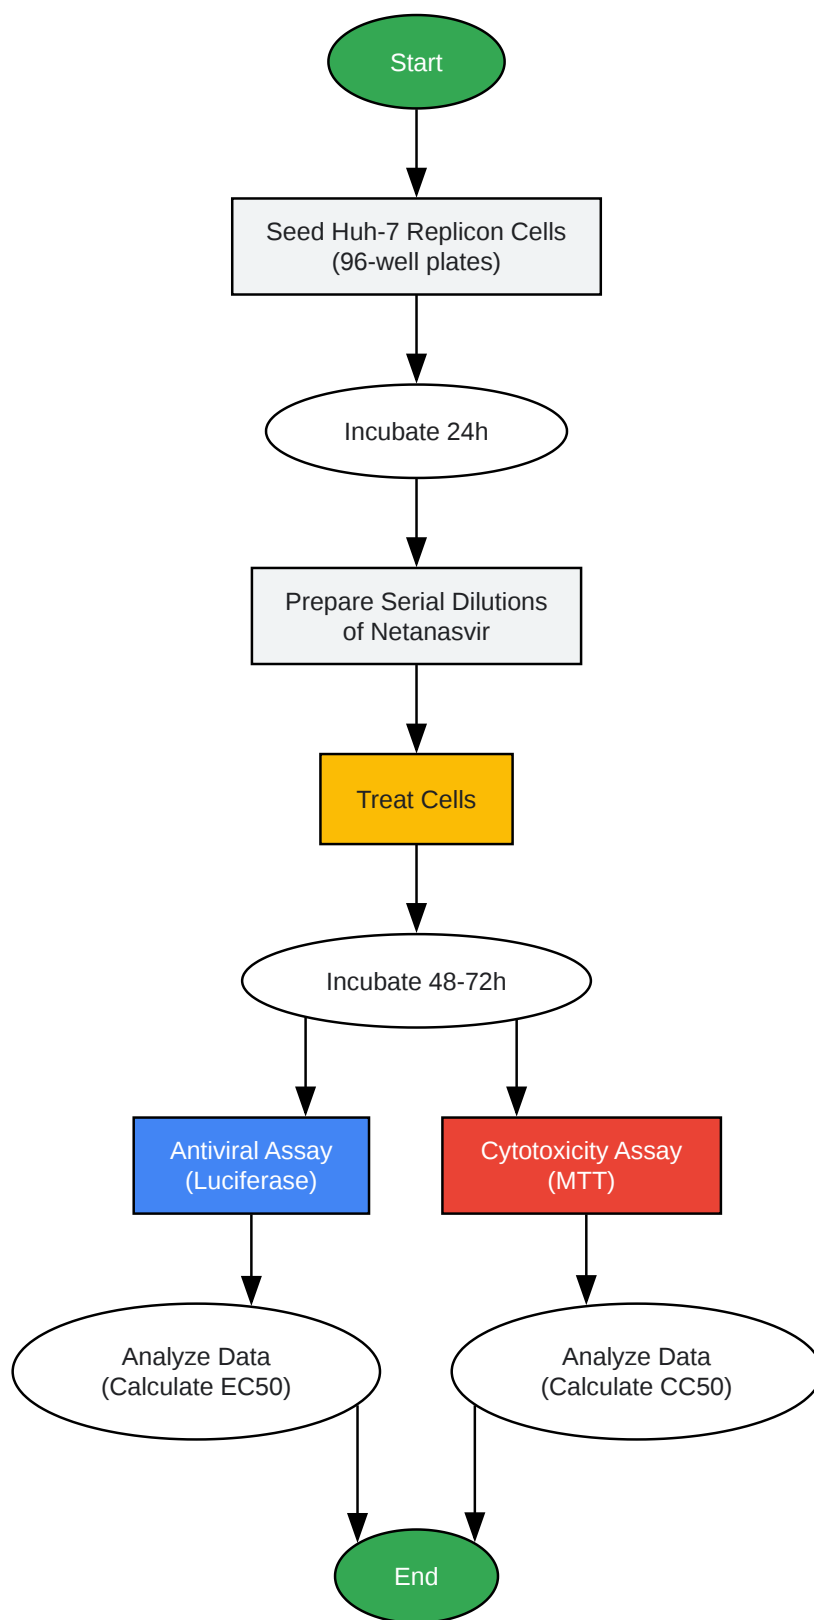 Start
Seed Huh-7 Replicon Cells
(96-well plates)
Incubate 24h
Prepare Serial Dilutions
of Netanasvir
Treat Cells
Incubate 48-72h
Antiviral Assay
(Luciferase)
Cytotoxicity Assay
(MTT)
Analyze Data
(Calculate EC50)
Analyze Data
(Calculate CC50)
End